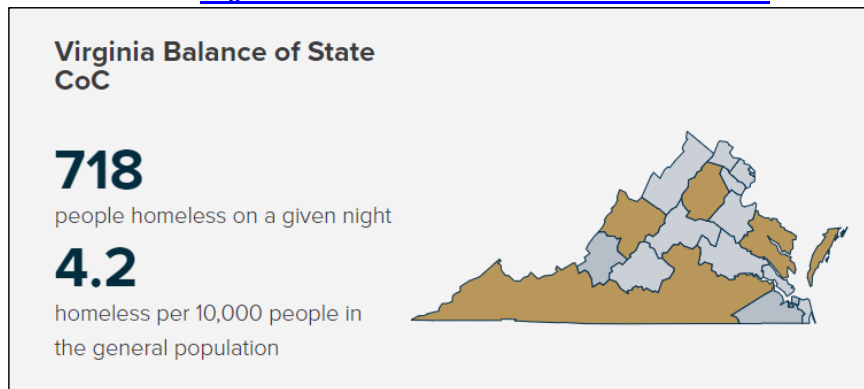 Virginia Balance of State
CoC
718
people homeless on a given night
4.2
homeless per 10,000 people in
the general population